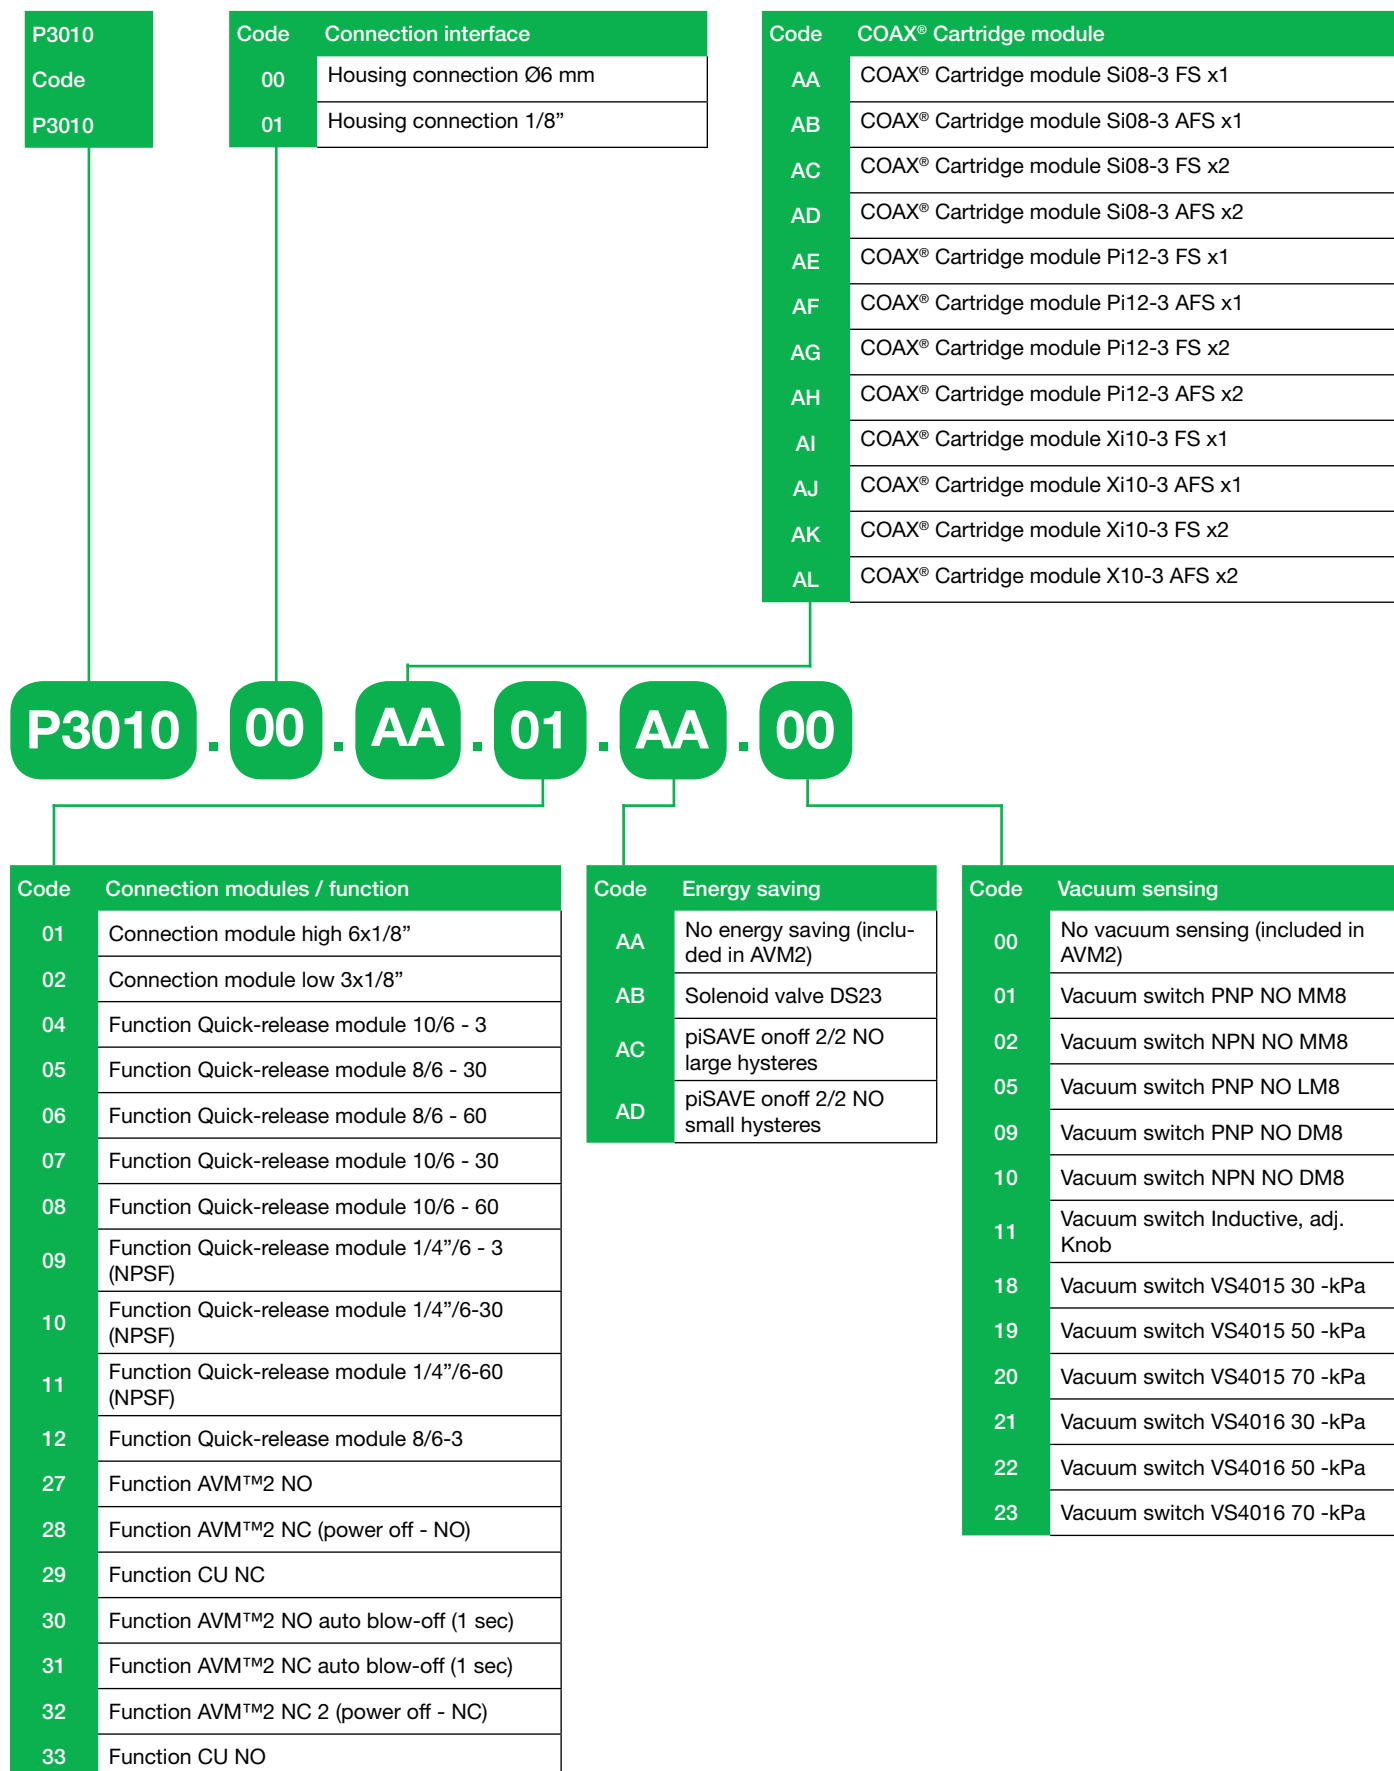 P3010
Code
P3010
Code Connection interface
00 Housing connection Ø6 mm
01 Housing connection 1/8”
Code COAX® Cartridge module
AA COAX® Cartridge module Si08-3 FS x1
AB COAX® Cartridge module Si08-3 AFS x1
AC COAX® Cartridge module Si08-3 FS x2
AD COAX® Cartridge module Si08-3 AFS x2
AE COAX® Cartridge module Pi12-3 FS x1
AF COAX® Cartridge module Pi12-3 AFS x1
AG COAX® Cartridge module Pi12-3 FS x2
AH COAX® Cartridge module Pi12-3 AFS x2
AI COAX® Cartridge module Xi10-3 FS x1
AJ COAX® Cartridge module Xi10-3 AFS x1
AK COAX® Cartridge module Xi10-3 FS x2
AL COAX® Cartridge module X10-3 AFS x2
P3010 . 00 . AA . 01 . AA . 00
Code Connection modules / function
01 Connection module high 6x1/8”
02 Connection module low 3x1/8”
04 Function Quick-release module 10/6 - 3
05 Function Quick-release module 8/6 - 30
06 Function Quick-release module 8/6 - 60
07 Function Quick-release module 10/6 - 30
08 Function Quick-release module 10/6 - 60
09 Function Quick-release module 1/4”/6 - 3
(NPSF)
10 Function Quick-release module 1/4”/6-30
(NPSF)
11 Function Quick-release module 1/4”/6-60
(NPSF)
12 Function Quick-release module 8/6-3
27 Function AVM™2 NO
28 Function AVM™2 NC (power off - NO)
29 Function CU NC
30 Function AVM™2 NO auto blow-off (1 sec)
31 Function AVM™2 NC auto blow-off (1 sec)
32 Function AVM™2 NC 2 (power off - NC)
33 Function CU NO
Code Energy saving
AA No energy saving (inclu-
ded in AVM2)
AB Solenoid valve DS23
AC piSAVE onoff 2/2 NO
large hysteres
AD piSAVE onoff 2/2 NO
small hysteres
Code Vacuum sensing
00 No vacuum sensing (included in
AVM2)
01 Vacuum switch PNP NO MM8
02 Vacuum switch NPN NO MM8
05 Vacuum switch PNP NO LM8
09 Vacuum switch PNP NO DM8
10 Vacuum switch NPN NO DM8
11 Vacuum switch Inductive, adj.
Knob
18 Vacuum switch VS4015 30 -kPa
19 Vacuum switch VS4015 50 -kPa
20 Vacuum switch VS4015 70 -kPa
21 Vacuum switch VS4016 30 -kPa
22 Vacuum switch VS4016 50 -kPa
23 Vacuum switch VS4016 70 -kPa